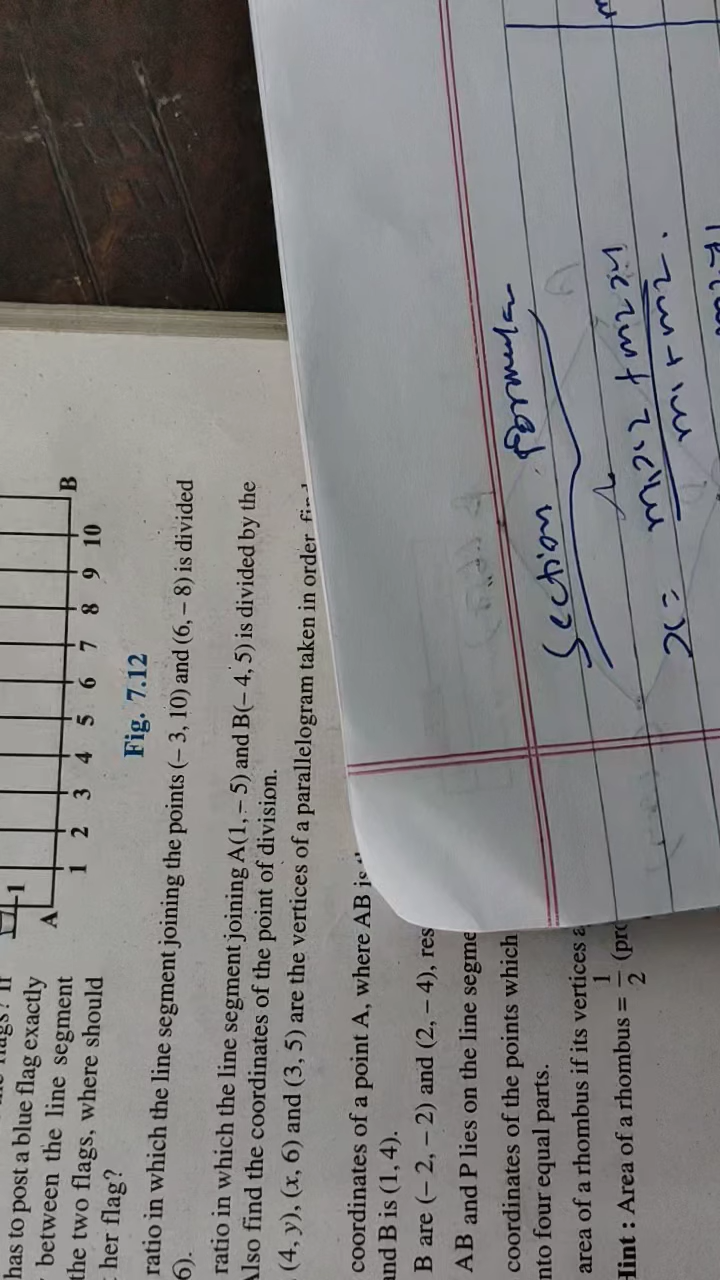 has to post a blue flag exactly
between the line segment
the two flags, where should
her flag?
1
A
B
1 2 3 4 5 6 7 8 9 10
Fig. 7.12
ratio in which the line segment joining the points (– 3, 10) and (6, – 8) is divided
6).
ratio in which the line segment joining A(1, – 5) and B(– 4, 5) is divided by the
Also find the coordinates of the point of division.
(4, y), (x, 6) and (3, 5) are the vertices of a parallelogram taken in order
coordinates of a point A, where AB is
and B is (1, 4).
B are (– 2, – 2) and (2, – 4), res
AB and P lies on the line segme
coordinates of the points which
nto four equal parts.
area of a rhombus if its vertices a
Hint : Area of a rhombus = 1/2 (pro
Section formula
x = m1x2 + m2x1
m1 + m2